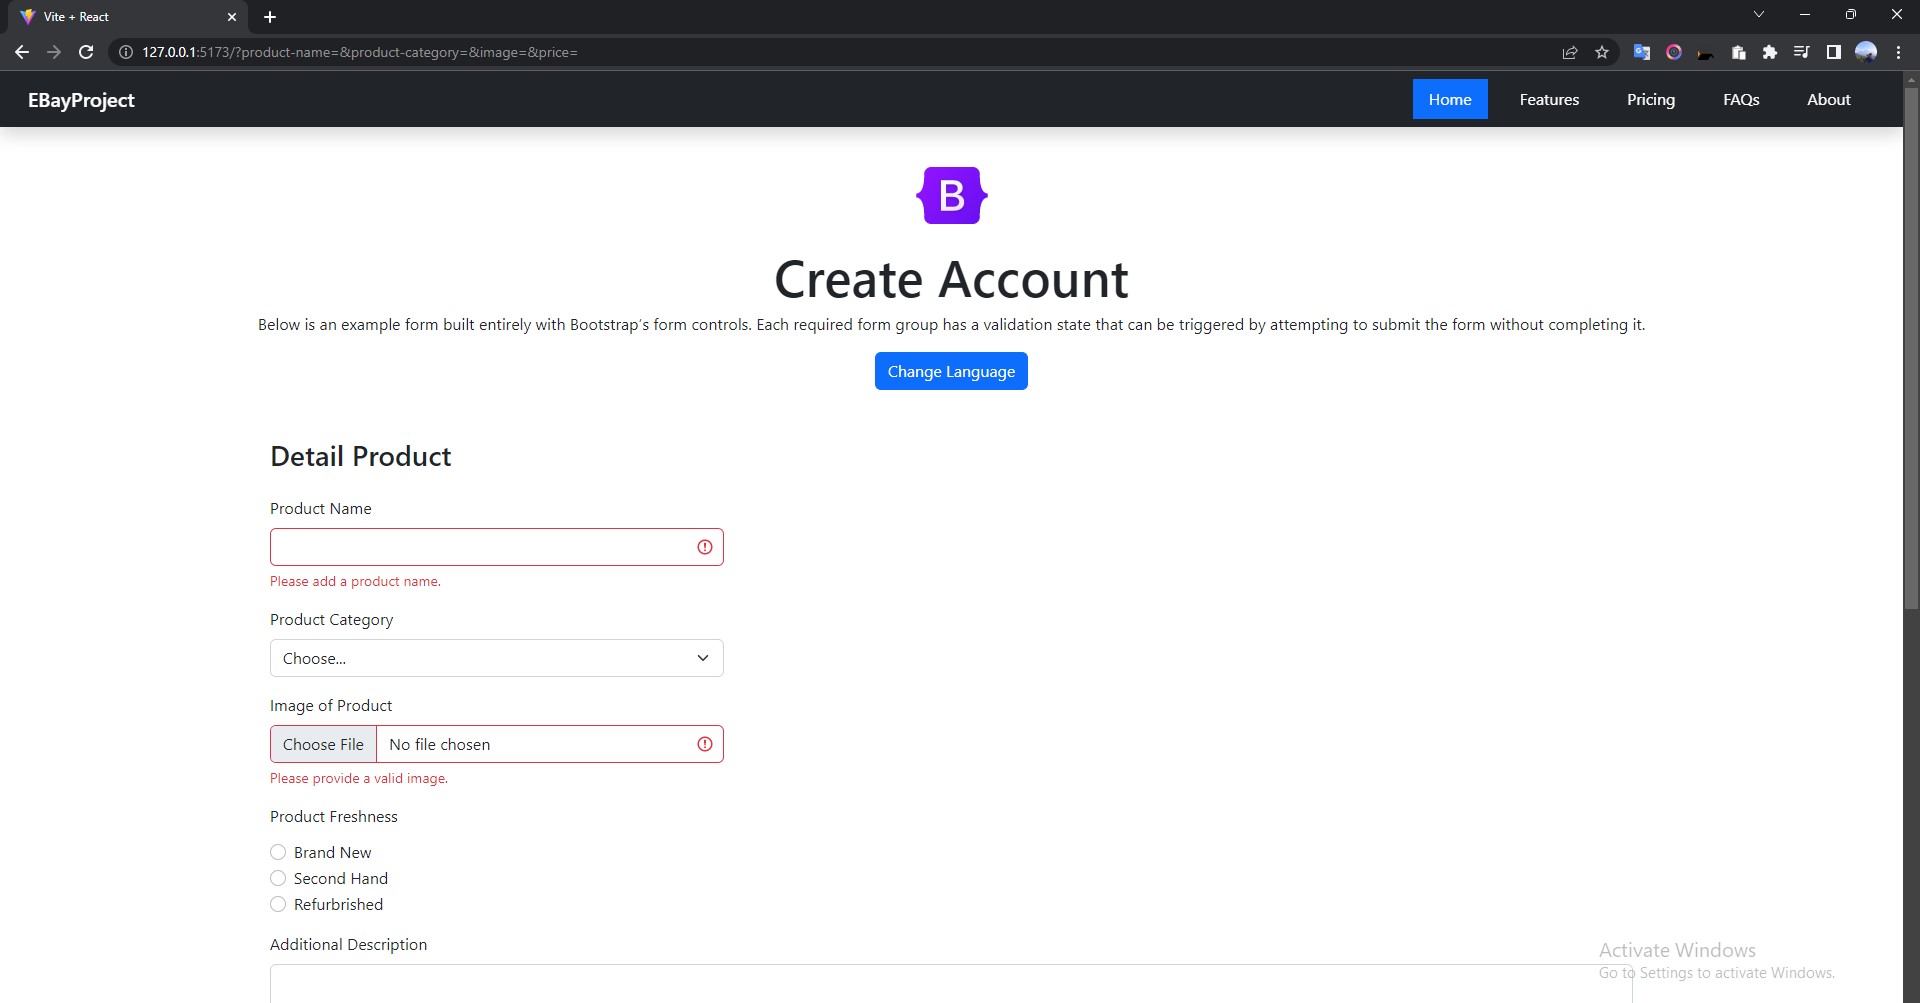 Vite + React
127.0.0.1:5173/?product-name=&product-category=&image=&price=
EBayProject
Home
Features
Pricing
FAQs
About
B
Create Account
Below is an example form built entirely with Bootstrap's form controls. Each required form group has a validation state that can be triggered by attempting to submit the form without completing it.
Change Language
Detail Product
Product Name
Please add a product name.
Product Category
Choose...
Image of Product
Choose File No file chosen
Please provide a valid image.
Product Freshness
Brand New
Second Hand
Refurbrished
Additional Description
Activate Windows
Go to Settings to activate Windows.